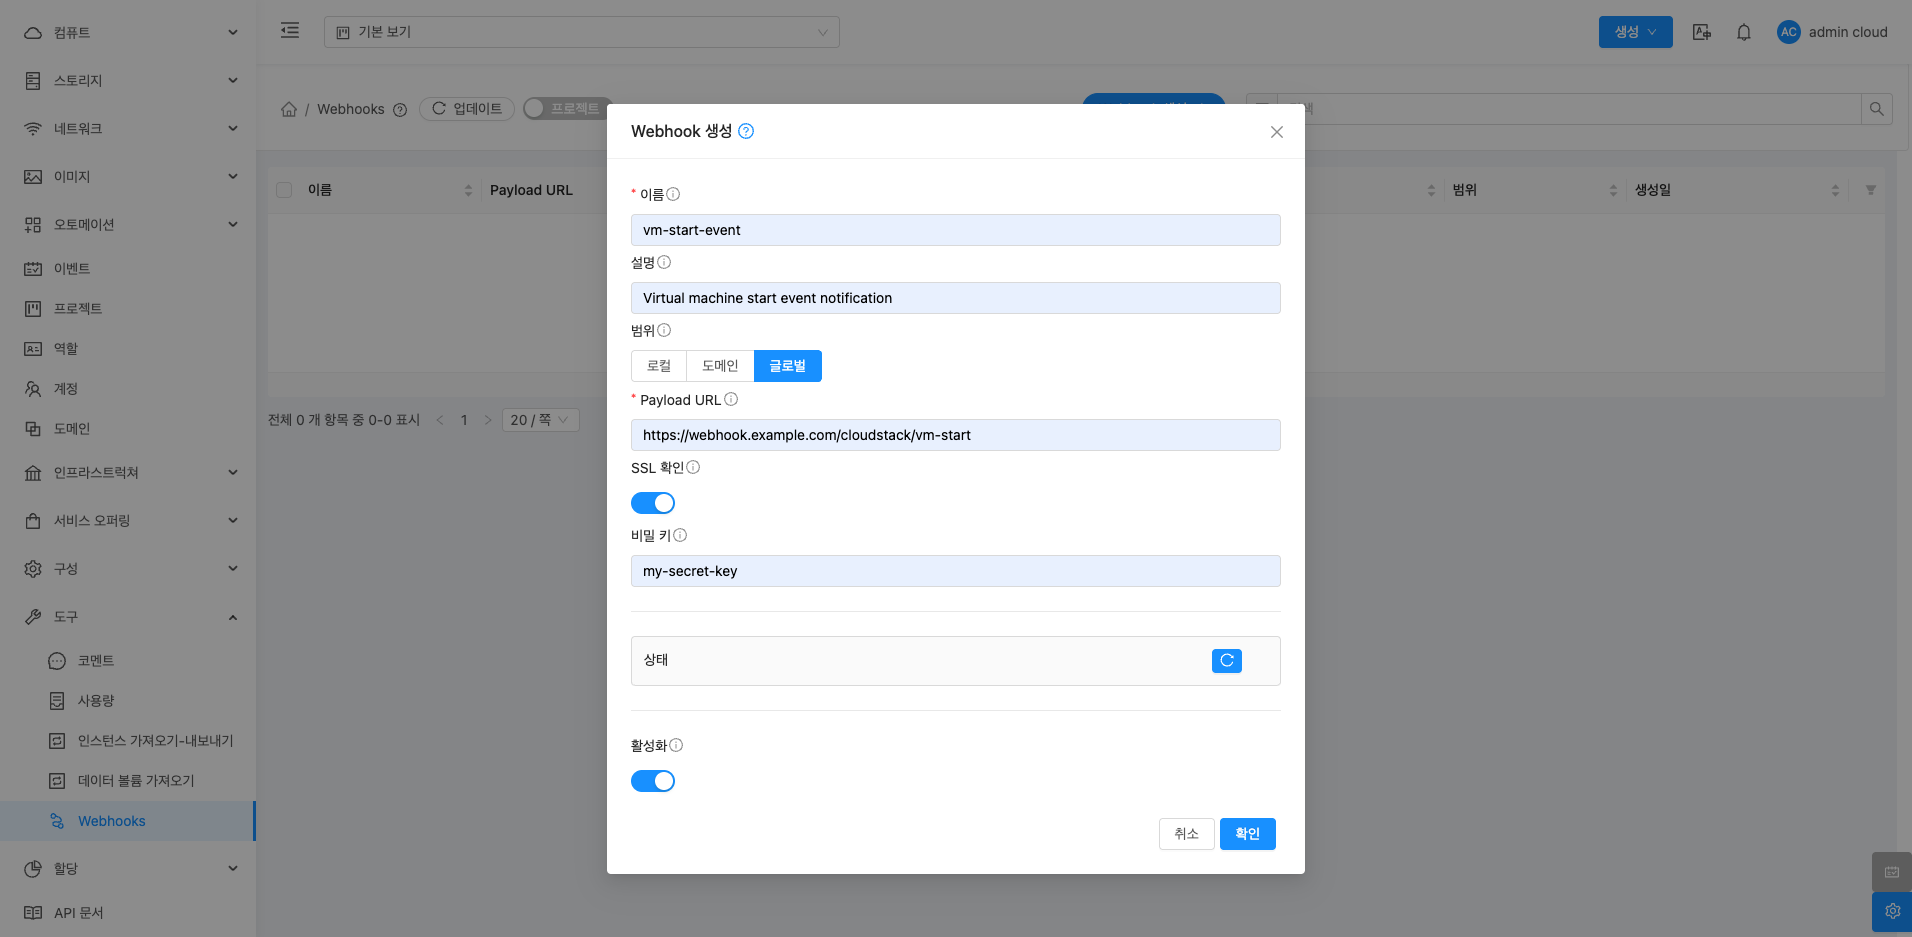 컴퓨트
스토리지
네트워크
이미지
오토메이션
이벤트
프로젝트
역할
계정
도메인
인프라스트럭쳐
서비스 오퍼링
구성
도구
코멘트
사용량
인스턴스 가져오기-내보내기
데이터 볼륨 가져오기
Webhooks
할당
API 문서
기본 보기
생성
AC admin cloud
/ Webhooks
업데이트
프로젝트
이름
Payload URL
범위
생성일
전체 0 개 항목 중 0-0 표시
1
20 / 쪽
Webhook 생성
* 이름
vm-start-event
설명
Virtual machine start event notification
범위
로컬 도메인 글로벌
* Payload URL
https://webhook.example.com/cloudstack/vm-start
SSL 확인
비밀 키
my-secret-key
상태
활성화
취소 확인